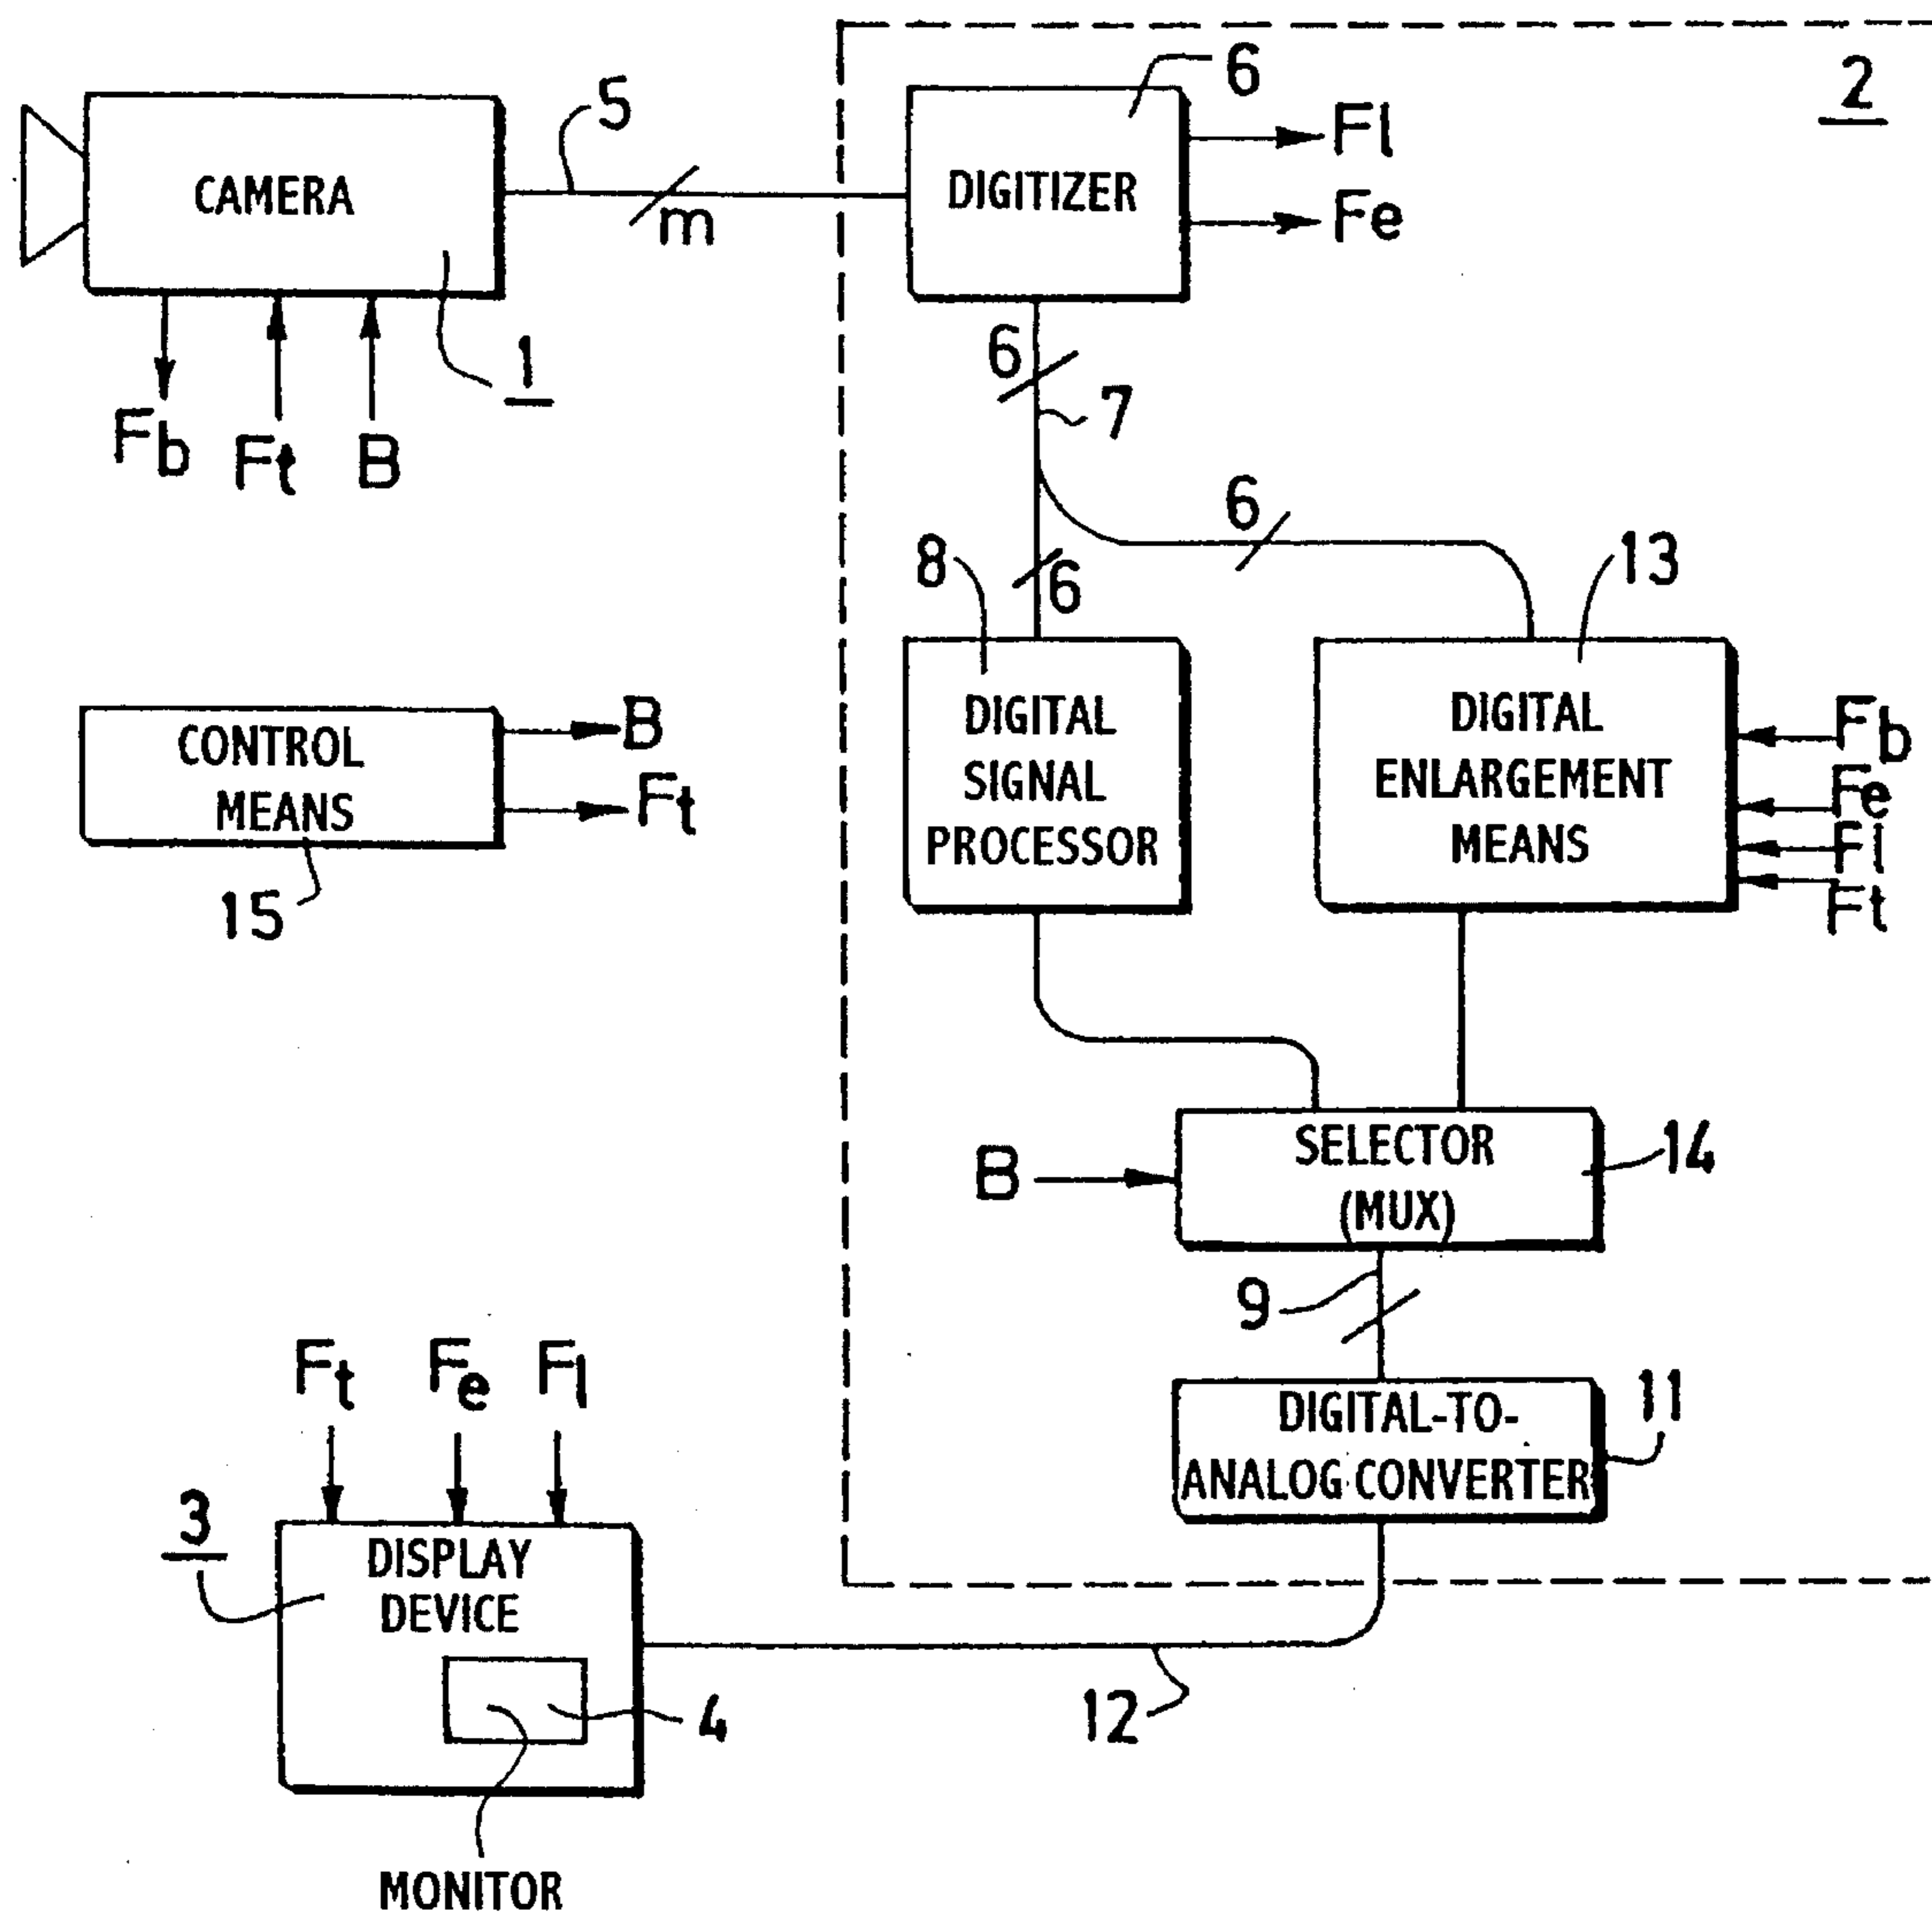 2
6
5
CAMERA
m
DIGITIZER
Fl
Fe
1
Fb
Ft
B
6
7
6
6
8
13
CONTROL
MEANS
B
Ft
15
DIGITAL
SIGNAL
PROCESSOR
DIGITAL
ENLARGEMENT
MEANS
Fb
Fe
Fl
Ft
B
SELECTOR
(MUX)
14
9
Ft
Fe
Fl
DIGITAL-TO-
ANALOG CONVERTER
11
3
DISPLAY
DEVICE
4
12
MONITOR